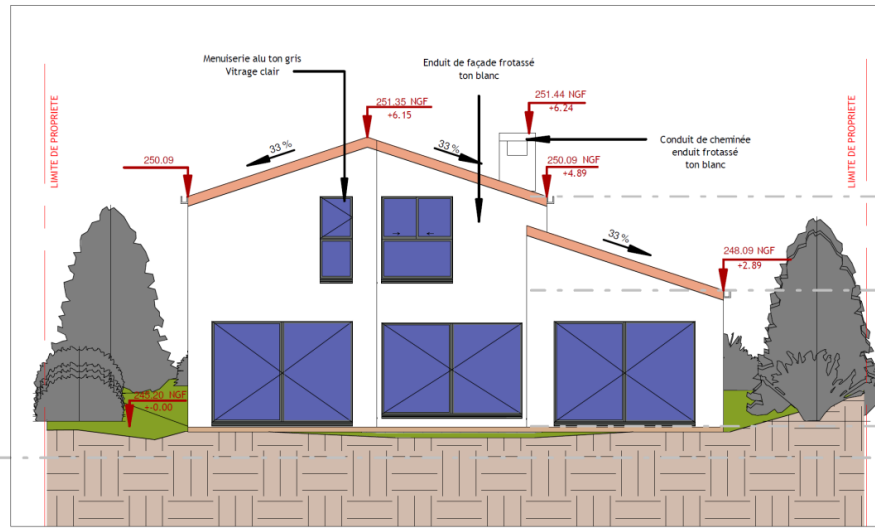 Menuiserie alu ton gris
Vitrage clair
Enduit de façade frotassé
ton blanc
251.44 NGF
+6.24
251.35 NGF
+6.15
LIMITE DE PROPRIETE
LIMITE DE PROPRIETE
33 %
33 %
Conduit de cheminée
enduit frotassé
ton blanc
250.09
250.09 NGF
+4.89
33 %
248.09 NGF
+2.89
245.20 NGF
+-0.00